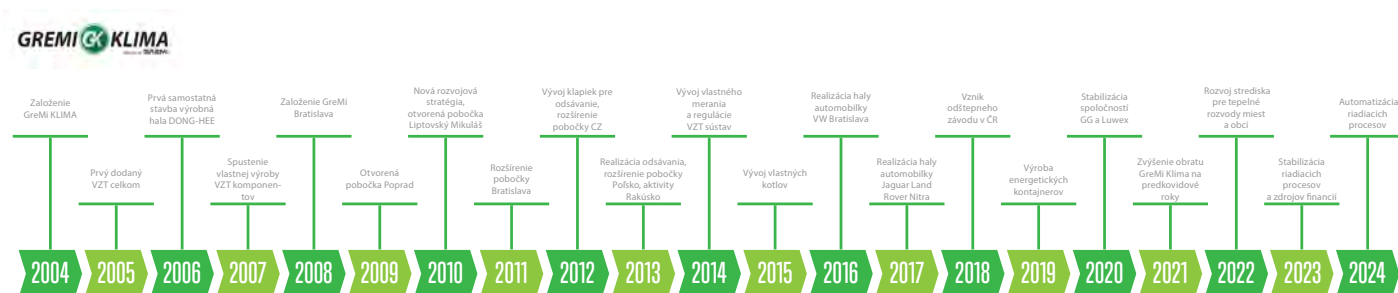 GREMI GK KLIMA
Založenie
GreMi KLIMA
Prvý dodaný
VZT celkom
Prvá samostatná
stavba výrobná
hala DONG-HEE
Spustenie
vlastnej výroby
VZT komponen-
tov
Založenie GreMi
Bratislava
Otvorená
pobočka Poprad
Nová rozvojová
stratégia,
otvorená pobočka
Liptovský Mikuláš
Rozšírenie
pobočky
Bratislava
Vývoj klapiek pre
odsávanie,
rozšírenie
pobočky CZ
Realizácia odsávania,
rozšírenie pobočky
Poľsko, aktivity
Rakúsko
Vývoj vlastného
merania
a regulácie
VZT sústav
Vývoj vlastných
kotlov
Realizácia haly
automobilky
VW Bratislava
Realizácia haly
automobilky
Jaguar Land
Rover Nitra
Vznik
odštepneho
závodu v ČR
Výroba
energetických
kontajnerov
Stabilizácia
spoločností
GG a Luwex
Zvýšenie obratu
GreMi Klima na
predkovidové
roky
Rozvoj strediska
pre tepelné
rozvody miest
a obcí
Stabilizácia
riadiacich
procesov
a zdrojov financií
Automatizácia
riadiacich
procesov
2004
2005
2006
2007
2008
2009
2010
2011
2012
2013
2014
2015
2016
2017
2018
2019
2020
2021
2022
2023
2024